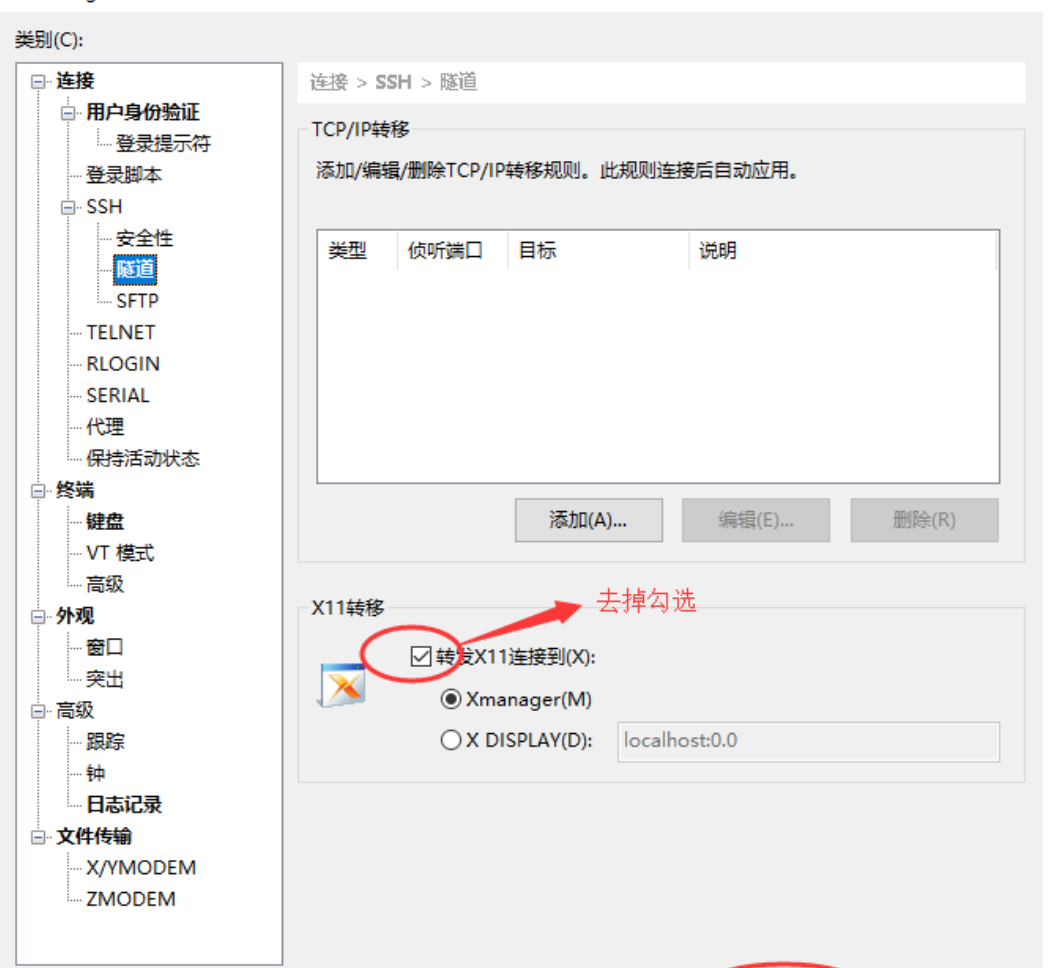 类别(C):
连接
用户身份验证
登录提示符
登录脚本
SSH
安全性
隧道
SFTP
TELNET
RLOGIN
SERIAL
代理
保持活动状态
终端
键盘
VT 模式
高级
外观
窗口
突出
高级
跟踪
钟
日志记录
文件传输
X/YMODEM
ZMODEM
连接 > SSH > 隧道
TCP/IP转移
添加/编辑/删除TCP/IP转移规则。此规则连接后自动应用。
类型 侦听端口 目标 说明
添加(A)... 编辑(E)... 删除(R)
X11转移
去掉勾选
转发X11连接到(X):
Xmanager(M)
X DISPLAY(D): localhost:0.0